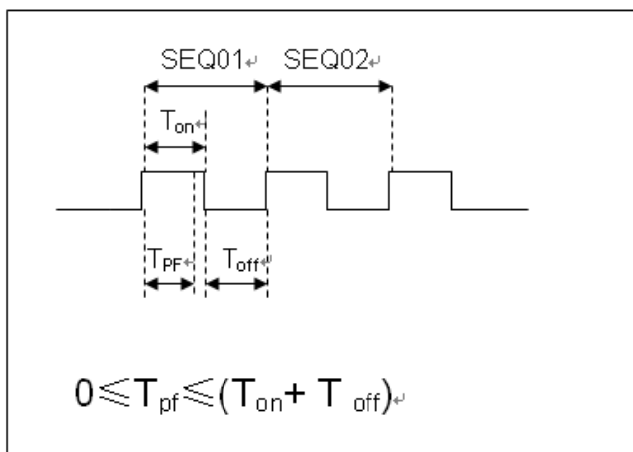 SEQ01↵ SEQ02↵
Ton↵
TPF↵ Toff↵
0≤Tpf≤(Ton+ T off)↵